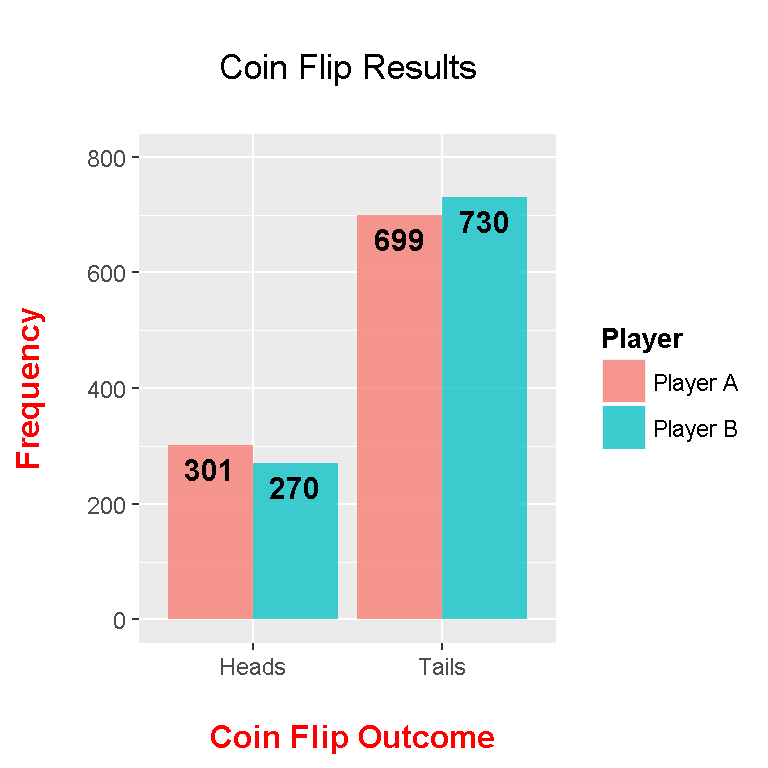 Coin Flip Results
800
600
400
200
0
Frequency
301
270
699
730
Heads
Tails
Coin Flip Outcome
Player
Player A
Player B